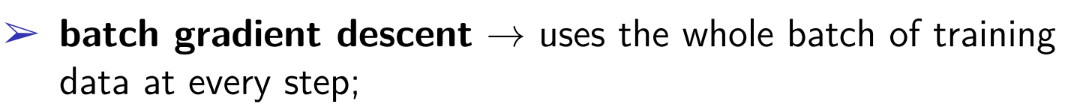 ➢ batch gradient descent → uses the whole batch of training
data at every step;